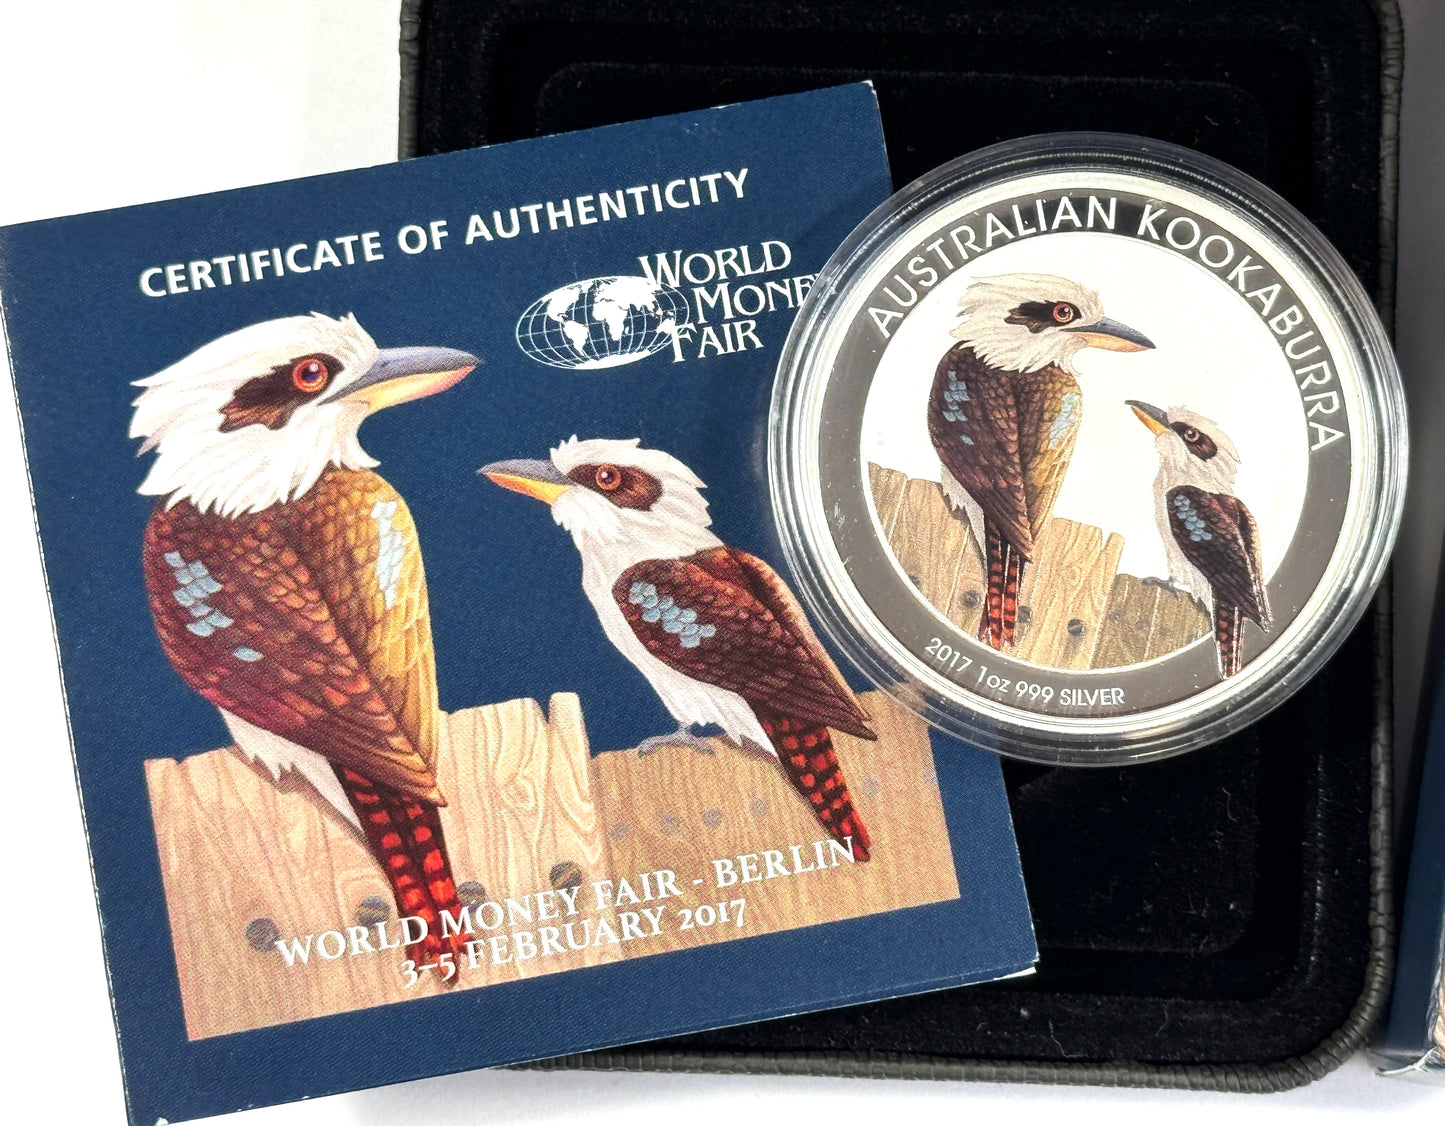 CERTIFICATE OF AUTHENTICITY
WORLD
MONE
FAIR
WORLD MONEY FAIR - BERLIN
3–5 FEBRUARY 2017
AUSTRALIAN KOOKABURRA
2017 1oz 999 SILVER